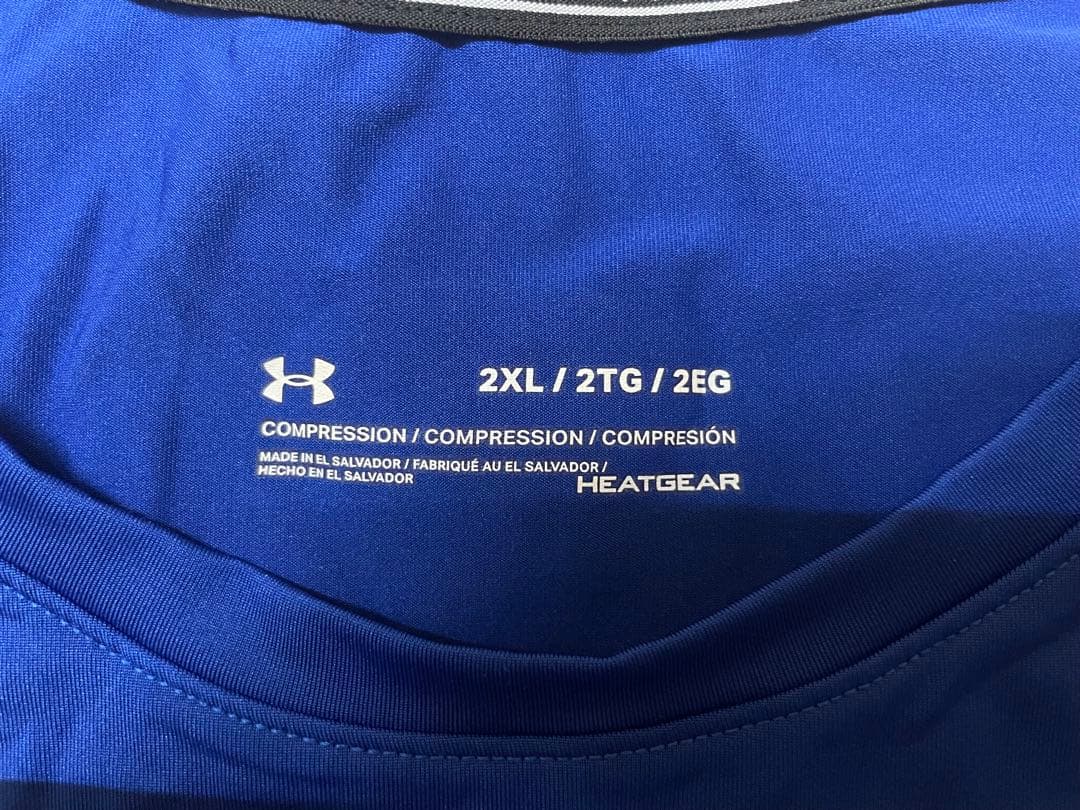 2XL / 2TG / 2EG
COMPRESSION / COMPRESSION / COMPRESIÓN
MADE IN EL SALVADOR / FABRIQUÉ AU EL SALVADOR /
HECHO EN EL SALVADOR
HEATGEAR